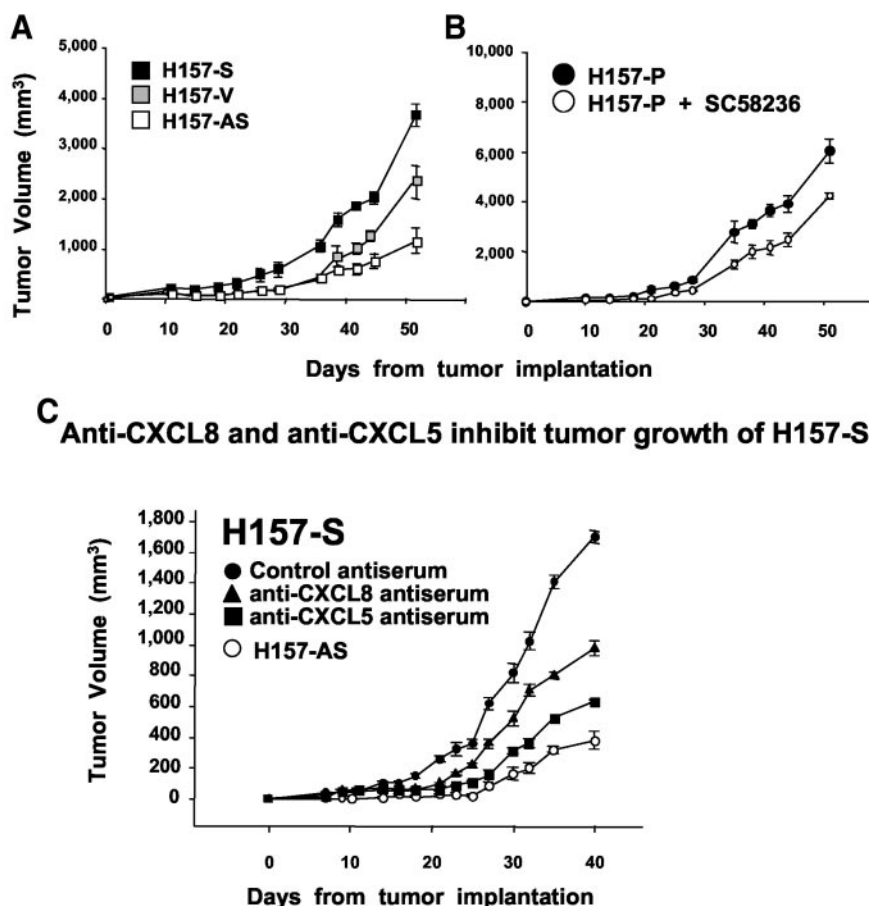 A
5,000
4,000
3,000
2,000
1,000
0
Tumor Volume (mm³)
H157-S
H157-V
H157-AS
0 10 20 30 40 50
B
10,000
8,000
6,000
4,000
2,000
0
H157-P
H157-P + SC58236
0 10 20 30 40 50
Days from tumor implantation
C
Anti-CXCL8 and anti-CXCL5 inhibit tumor growth of H157-S
1,800
1,600
1,400
1,200
1,000
800
600
400
200
0
Tumor Volume (mm³)
H157-S
Control antiserum
anti-CXCL8 antiserum
anti-CXCL5 antiserum
H157-AS
0 10 20 30 40
Days from tumor implantation